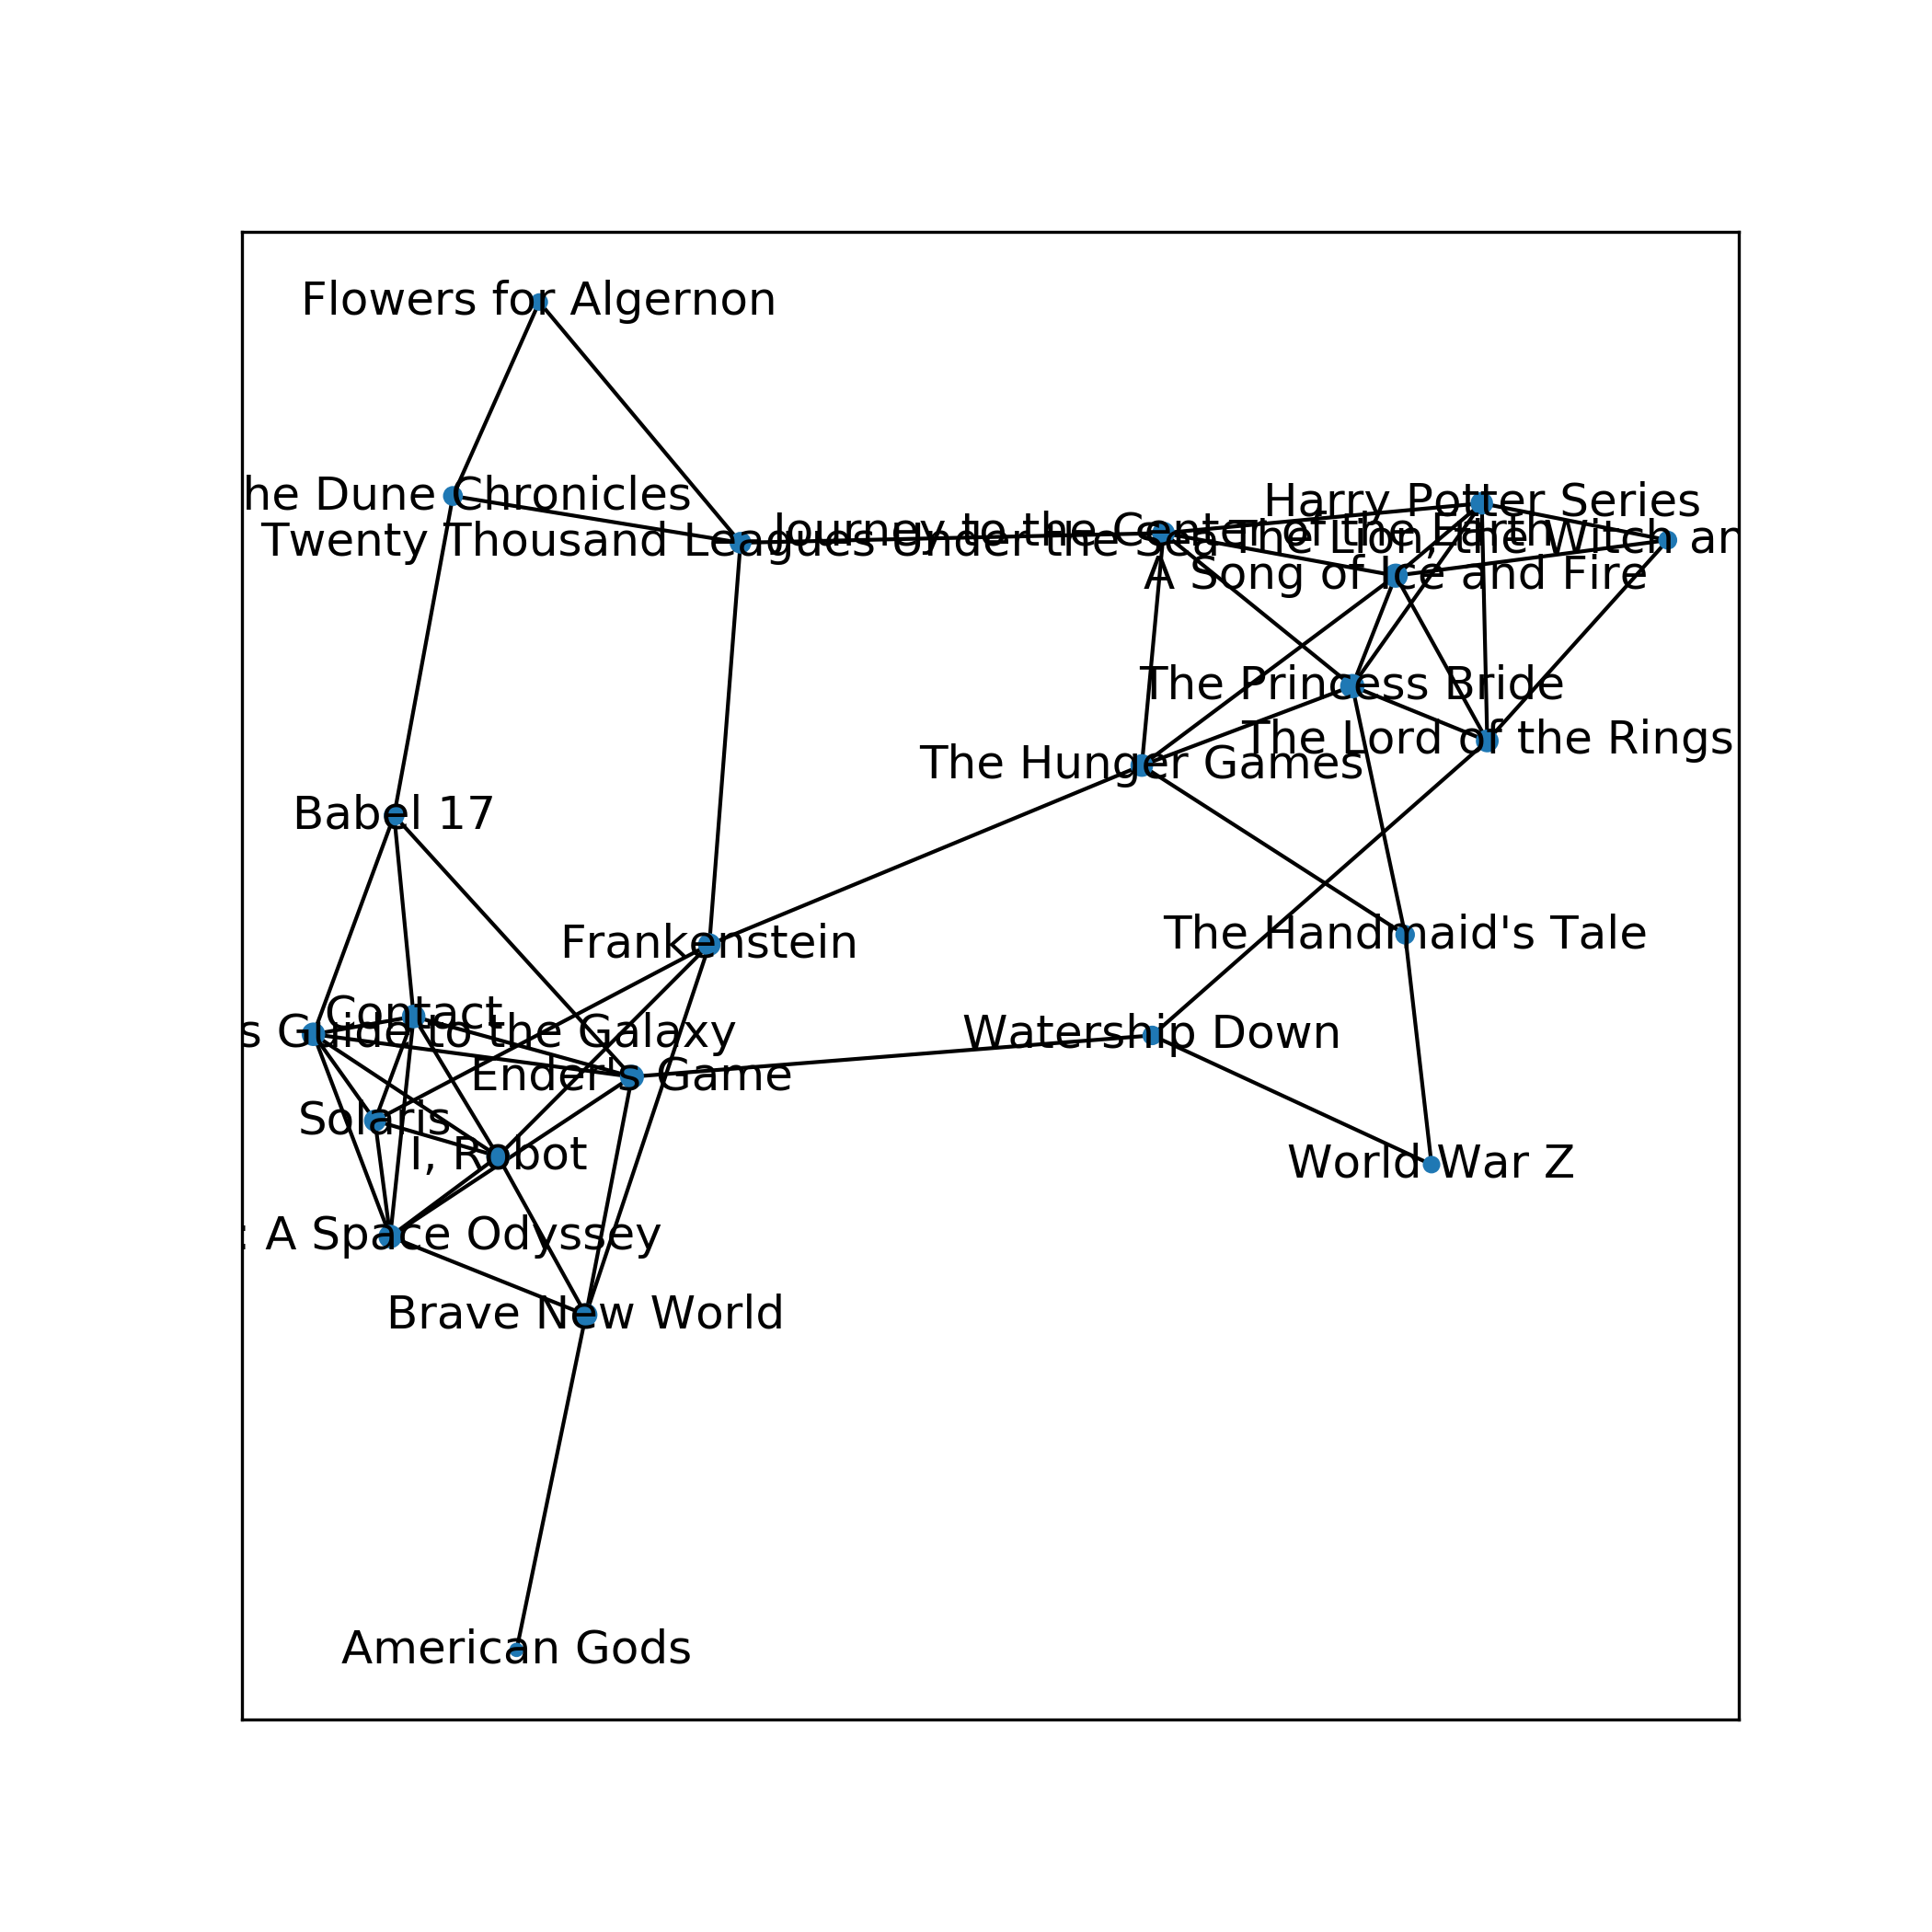 Flowers for Algernon
he Dune Chronicles
Harry Potter Series
Journey to the Center of the Earth
Twenty Thousand Leagues Under the Sea
The Lion, the Witch an
A Song of Ice and Fire
The Princess Bride
The Lord of the Rings
The Hunger Games
Babel 17
The Handmaid's Tale
Frankenstein
Contact
s Guide to the Galaxy
Watership Down
Ender's Game
Solaris
I, Robot
World War Z
: A Space Odyssey
Brave New World
American Gods